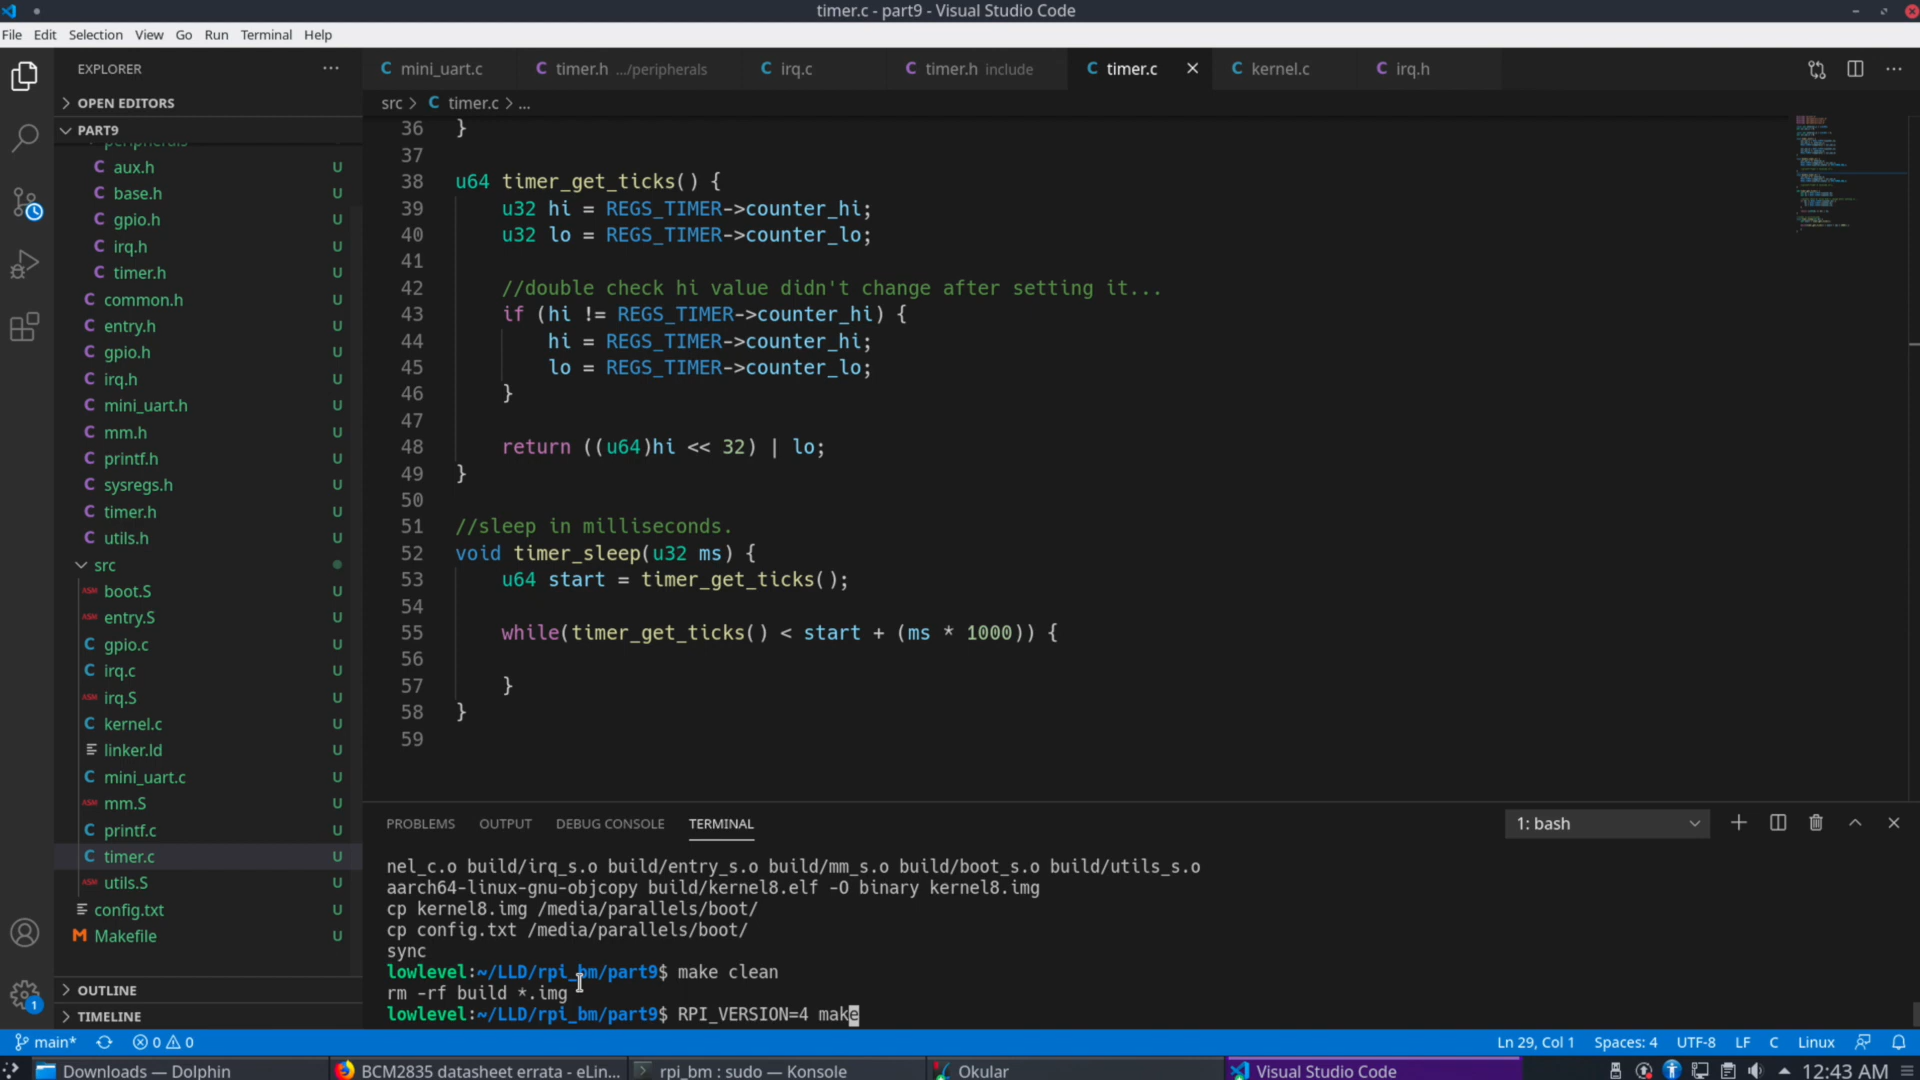 timer.c - part9 - Visual Studio Code
File Edit Selection View Go Run Terminal Help
EXPLORER
mini_uart.c
timer.h .../peripherals
irq.c
timer.h include
timer.c
kernel.c
irq.h
OPEN EDITORS
src > C timer.c > ...
PART9
peripherals
C aux.h U
C base.h U
C gpio.h U
C irq.h U
C timer.h U
C common.h U
C entry.h U
C gpio.h U
C irq.h U
C mini_uart.h U
C mm.h U
C printf.h U
C sysregs.h U
C timer.h U
C utils.h U
src
ASM boot.S U
ASM entry.S U
C gpio.c U
C irq.c U
ASM irq.S U
C kernel.c U
linker.ld U
C mini_uart.c U
ASM mm.S U
C printf.c U
C timer.c U
ASM utils.S U
config.txt U
M Makefile U
OUTLINE
TIMELINE
36 }
37
38 u64 timer_get_ticks() {
39 u32 hi = REGS_TIMER->counter_hi;
40 u32 lo = REGS_TIMER->counter_lo;
41
42 //double check hi value didn't change after setting it...
43 if (hi != REGS_TIMER->counter_hi) {
44 hi = REGS_TIMER->counter_hi;
45 lo = REGS_TIMER->counter_lo;
46 }
47
48 return ((u64)hi << 32) | lo;
49 }
50
51 //sleep in milliseconds.
52 void timer_sleep(u32 ms) {
53 u64 start = timer_get_ticks();
54
55 while(timer_get_ticks() < start + (ms * 1000)) {
56
57 }
58 }
59
PROBLEMS OUTPUT DEBUG CONSOLE TERMINAL
1: bash
nel_c.o build/irq_s.o build/entry_s.o build/mm_s.o build/boot_s.o build/utils_s.o
aarch64-linux-gnu-objcopy build/kernel8.elf -O binary kernel8.img
cp kernel8.img /media/parallels/boot/
cp config.txt /media/parallels/boot/
sync
lowlevel:~/LLD/rpi_bm/part9$ make clean
rm -rf build *.img
lowlevel:~/LLD/rpi_bm/part9$ RPI_VERSION=4 make
1
main* 0 0
Ln 29, Col 1 Spaces: 4 UTF-8 LF C Linux
Downloads — Dolphin
BCM2835 datasheet errata - eLin...
rpi_bm : sudo — Konsole
Okular
Visual Studio Code
12:43 AM